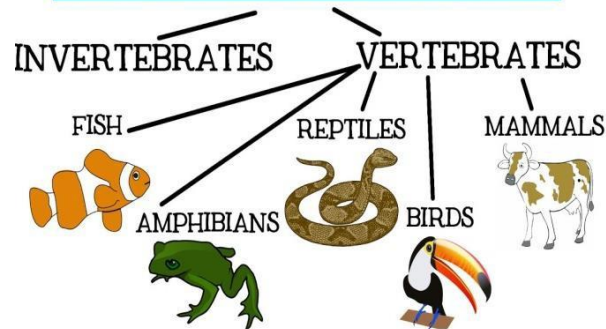 INVERTEBRATES
VERTEBRATES
FISH
REPTILES
MAMMALS
AMPHIBIANS
BIRDS